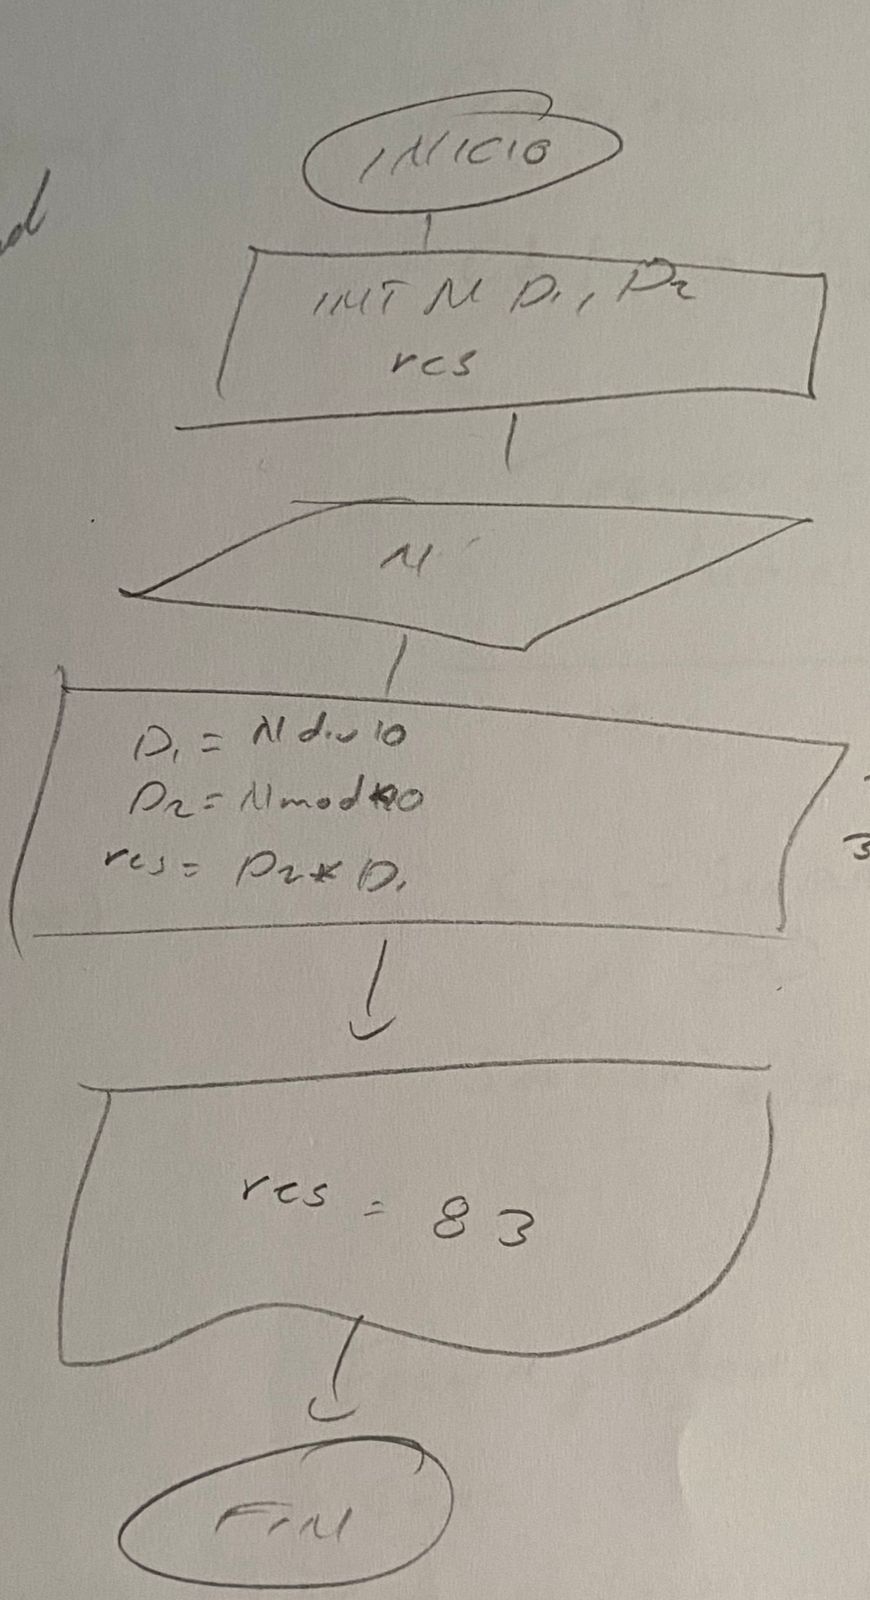 INICIO
INT N D1, D2
res
N
D1 = N div 10
D2 = N mod 10
res = D2 * D1
3
res = 83
FIN